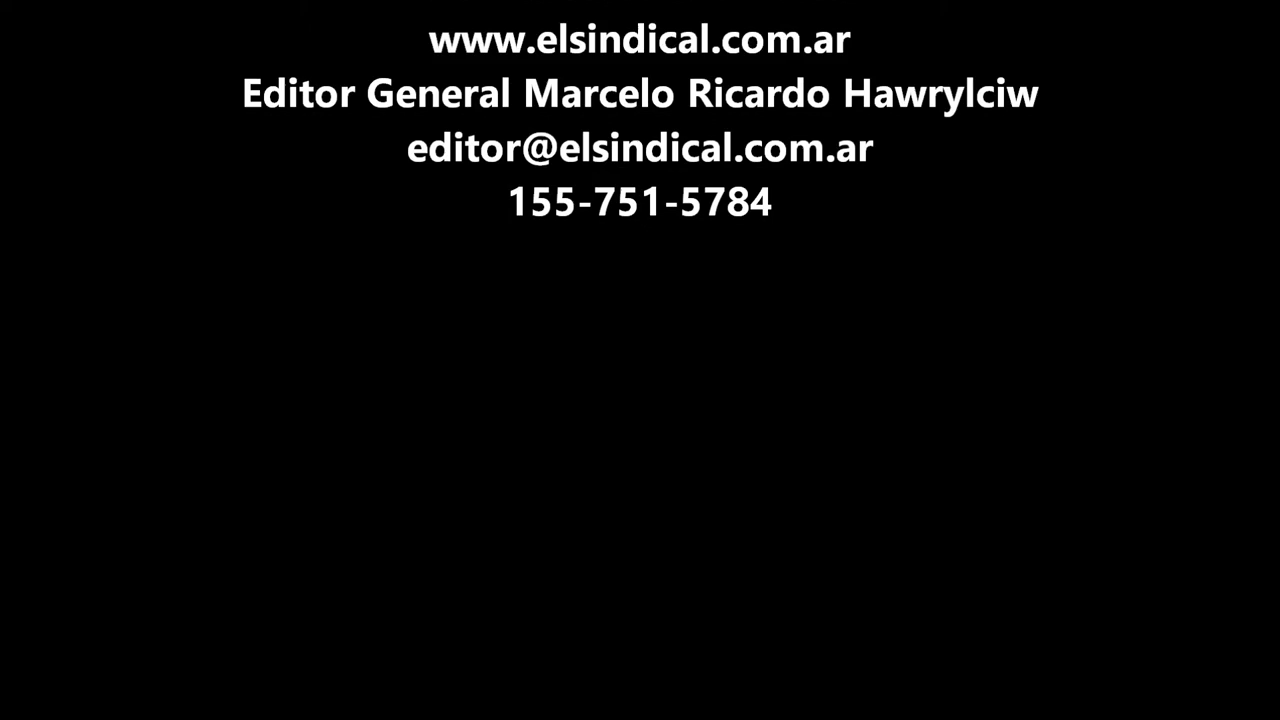 www.elsindical.com.ar
Editor General Marcelo Ricardo Hawrylciw
editor@elsindical.com.ar
155-751-5784